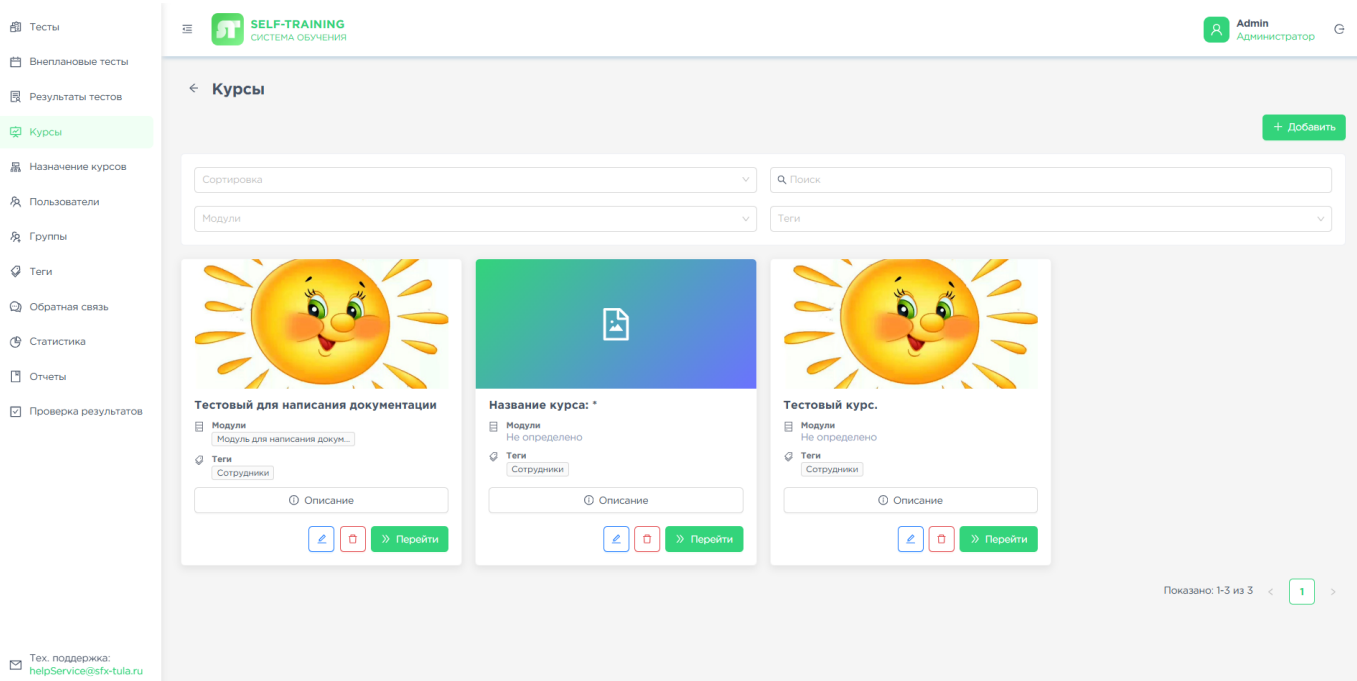 Тесты
Внеплановые тесты
Результаты тестов
Курсы
Назначение курсов
Пользователи
Группы
Теги
Обратная связь
Статистика
Отчеты
Проверка результатов
Тех. поддержка:
helpService@sfx-tula.ru
SELF-TRAINING
СИСТЕМА ОБУЧЕНИЯ
Admin
Администратор
Курсы
+ Добавить
Сортировка
Поиск
Модули
Теги
Тестовый для написания документации
Модули
Модуль для написания докум...
Теги
Сотрудники
Описание
Перейти
Название курса: *
Модули
Не определено
Теги
Сотрудники
Описание
Перейти
Тестовый курс.
Модули
Не определено
Теги
Сотрудники
Описание
Перейти
Показано: 1-3 из 3
1